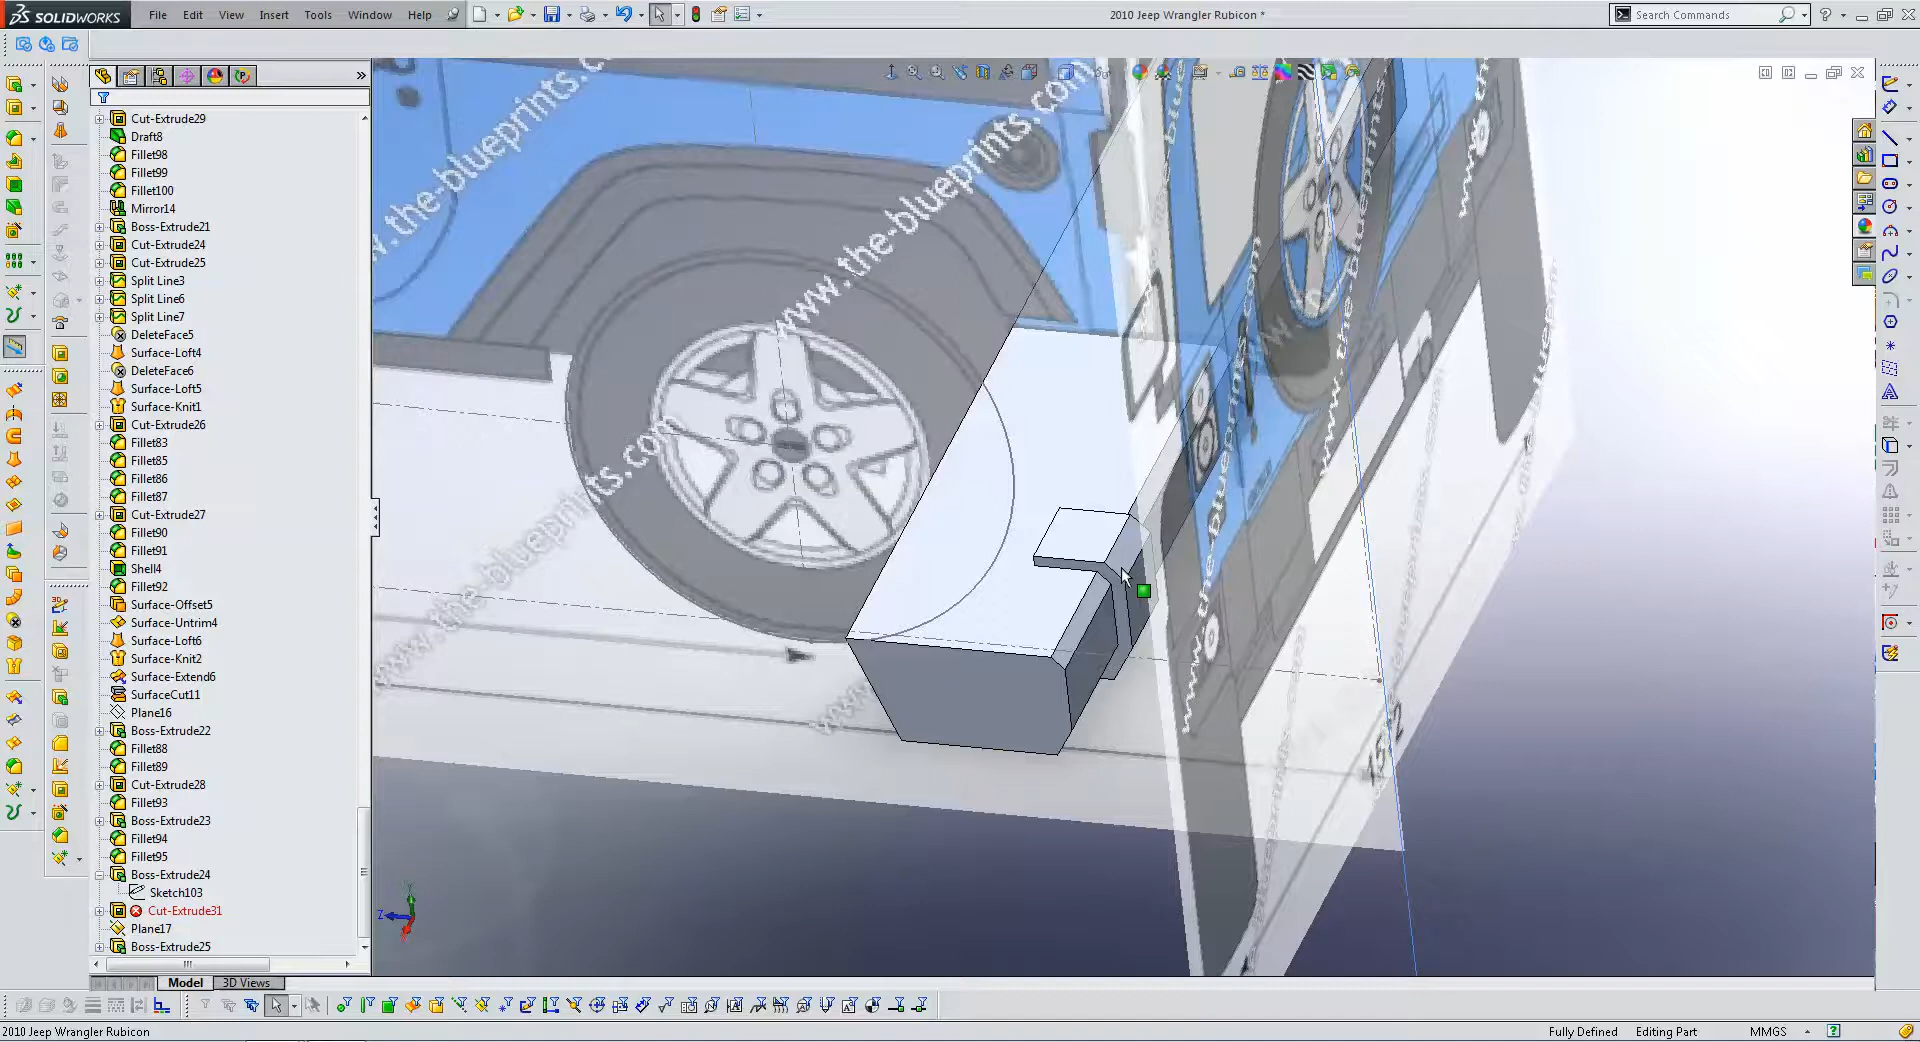 SOLIDWORKS
File Edit View Insert Tools Window Help
2010 Jeep Wrangler Rubicon *
Search Commands
Cut-Extrude29
Draft8
Fillet98
Fillet99
Fillet100
Mirror14
Boss-Extrude21
Cut-Extrude24
Cut-Extrude25
Split Line3
Split Line6
Split Line7
DeleteFace5
Surface-Loft4
DeleteFace6
Surface-Loft5
Surface-Knit1
Cut-Extrude26
Fillet83
Fillet85
Fillet86
Fillet87
Cut-Extrude27
Fillet90
Fillet91
Shell4
Fillet92
Surface-Offset5
Surface-Untrim4
Surface-Loft6
Surface-Knit2
Surface-Extend6
SurfaceCut11
Plane16
Boss-Extrude22
Fillet88
Fillet89
Cut-Extrude28
Fillet93
Boss-Extrude23
Fillet94
Fillet95
Boss-Extrude24
Sketch103
Cut-Extrude31
Plane17
Boss-Extrude25
www.the-blueprints.com
www.the-blueprints.com
www.the-blueprints.com
Z
Model 3D Views
2010 Jeep Wrangler Rubicon
Fully Defined Editing Part MMGS